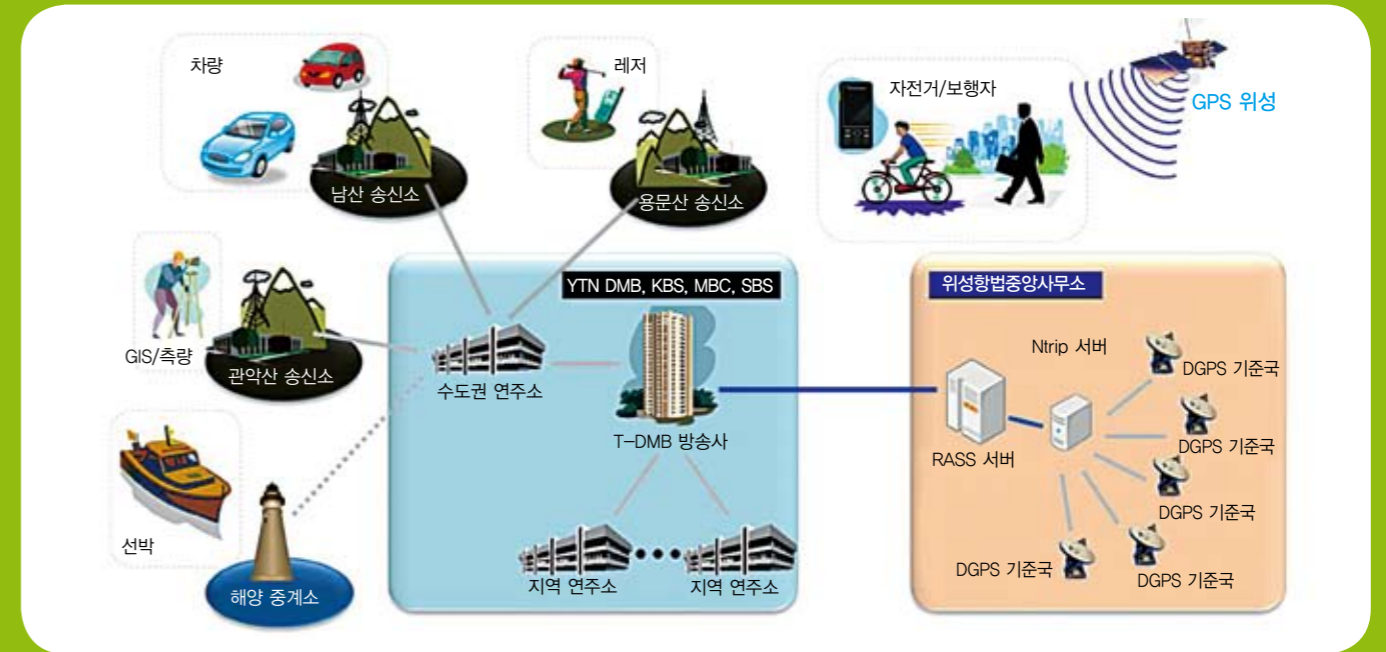 차량
레저
자전거/보행자
GPS 위성
남산 송신소
용문산 송신소
YTN DMB, KBS, MBC, SBS
위성항법중앙사무소
GIS/측량
관악산 송신소
수도권 연주소
T-DMB 방송사
Ntrip 서버
DGPS 기준국
DGPS 기준국
RASS 서버
DGPS 기준국
DGPS 기준국
DGPS 기준국
선박
해양 중계소
지역 연주소
지역 연주소